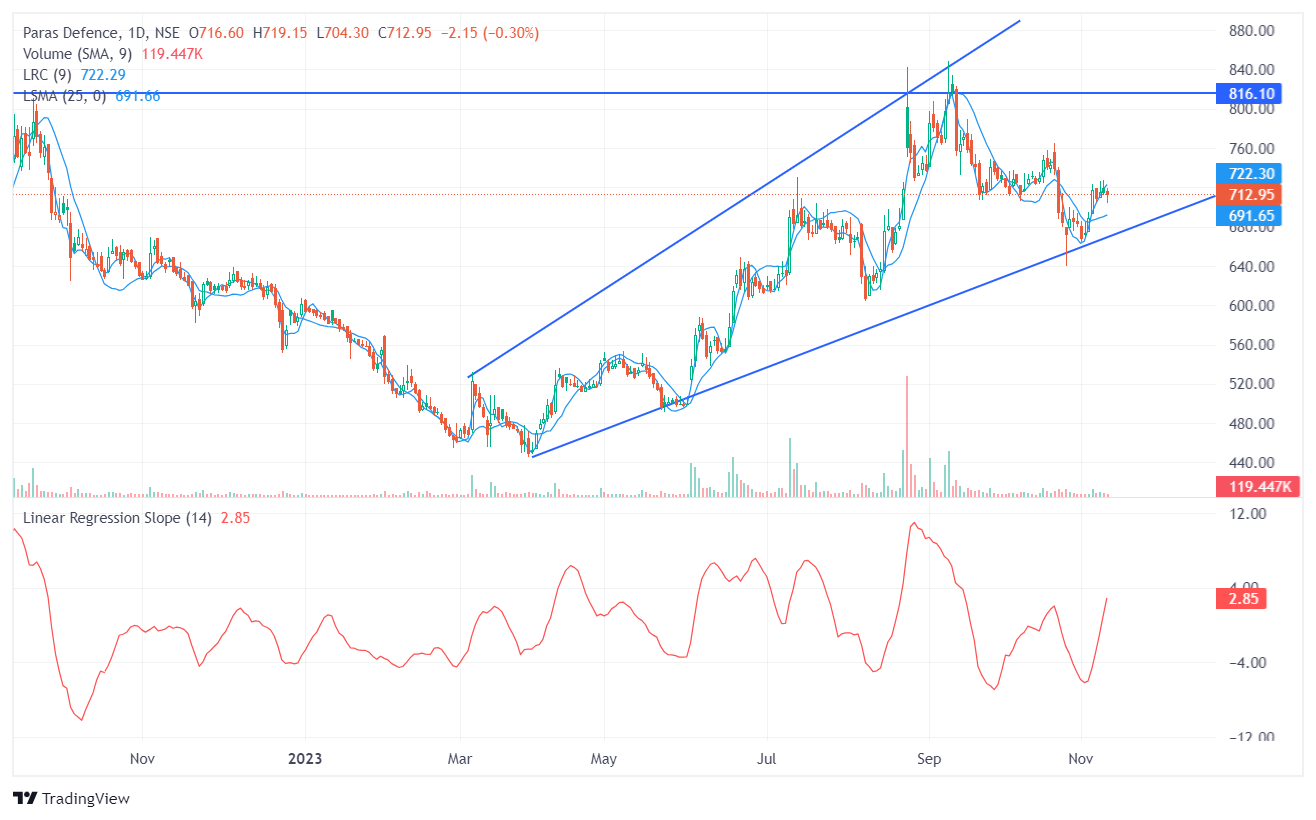 Paras Defence, 1D, NSE O716.60 H719.15 L704.30 C712.95 −2.15 (−0.30%)
Volume (SMA, 9) 119.447K
LRC (9) 722.29
LSMA (25, 0) 691.66
880.00
840.00
816.10
800.00
760.00
722.30
712.95
691.65
680.00
640.00
600.00
560.00
520.00
480.00
440.00
119.447K
Linear Regression Slope (14) 2.85
12.00
4.00
2.85
−4.00
−12.00
Nov 2023 Mar May Jul Sep Nov
TradingView